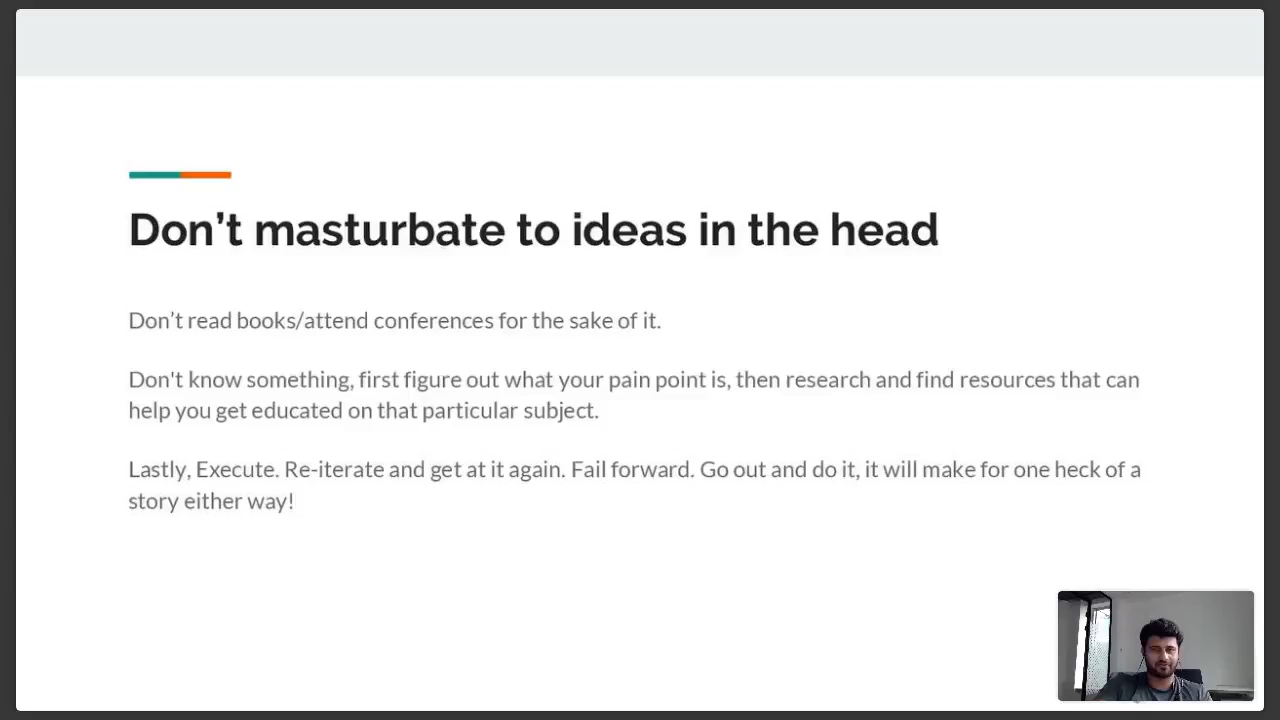 Don’t masturbate to ideas in the head
Don’t read books/attend conferences for the sake of it.
Don't know something, first figure out what your pain point is, then research and find resources that can
help you get educated on that particular subject.
Lastly, Execute. Re-iterate and get at it again. Fail forward. Go out and do it, it will make for one heck of a
story either way!